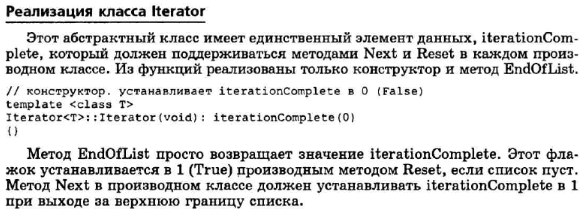 Реализация класса Iterator
Этот абстрактный класс имеет единственный элемент данных, iterationCom-
plete, который должен поддерживаться методами Next и Reset в каждом произ-
водном классе. Из функций реализованы только конструктор и метод EndOfList.
// конструктор. устанавливает iterationComplete в 0 (False)
template <class T>
Iterator<T>::Iterator(void): iterationComplete(0)
{}
Метод EndOfList просто возвращает значение iterationComplete. Этот фла-
жок устанавливается в 1 (True) производным методом Reset, если список пуст.
Метод Next в производном классе должен устанавливать iterationComplete в 1
при выходе за верхнюю границу списка.